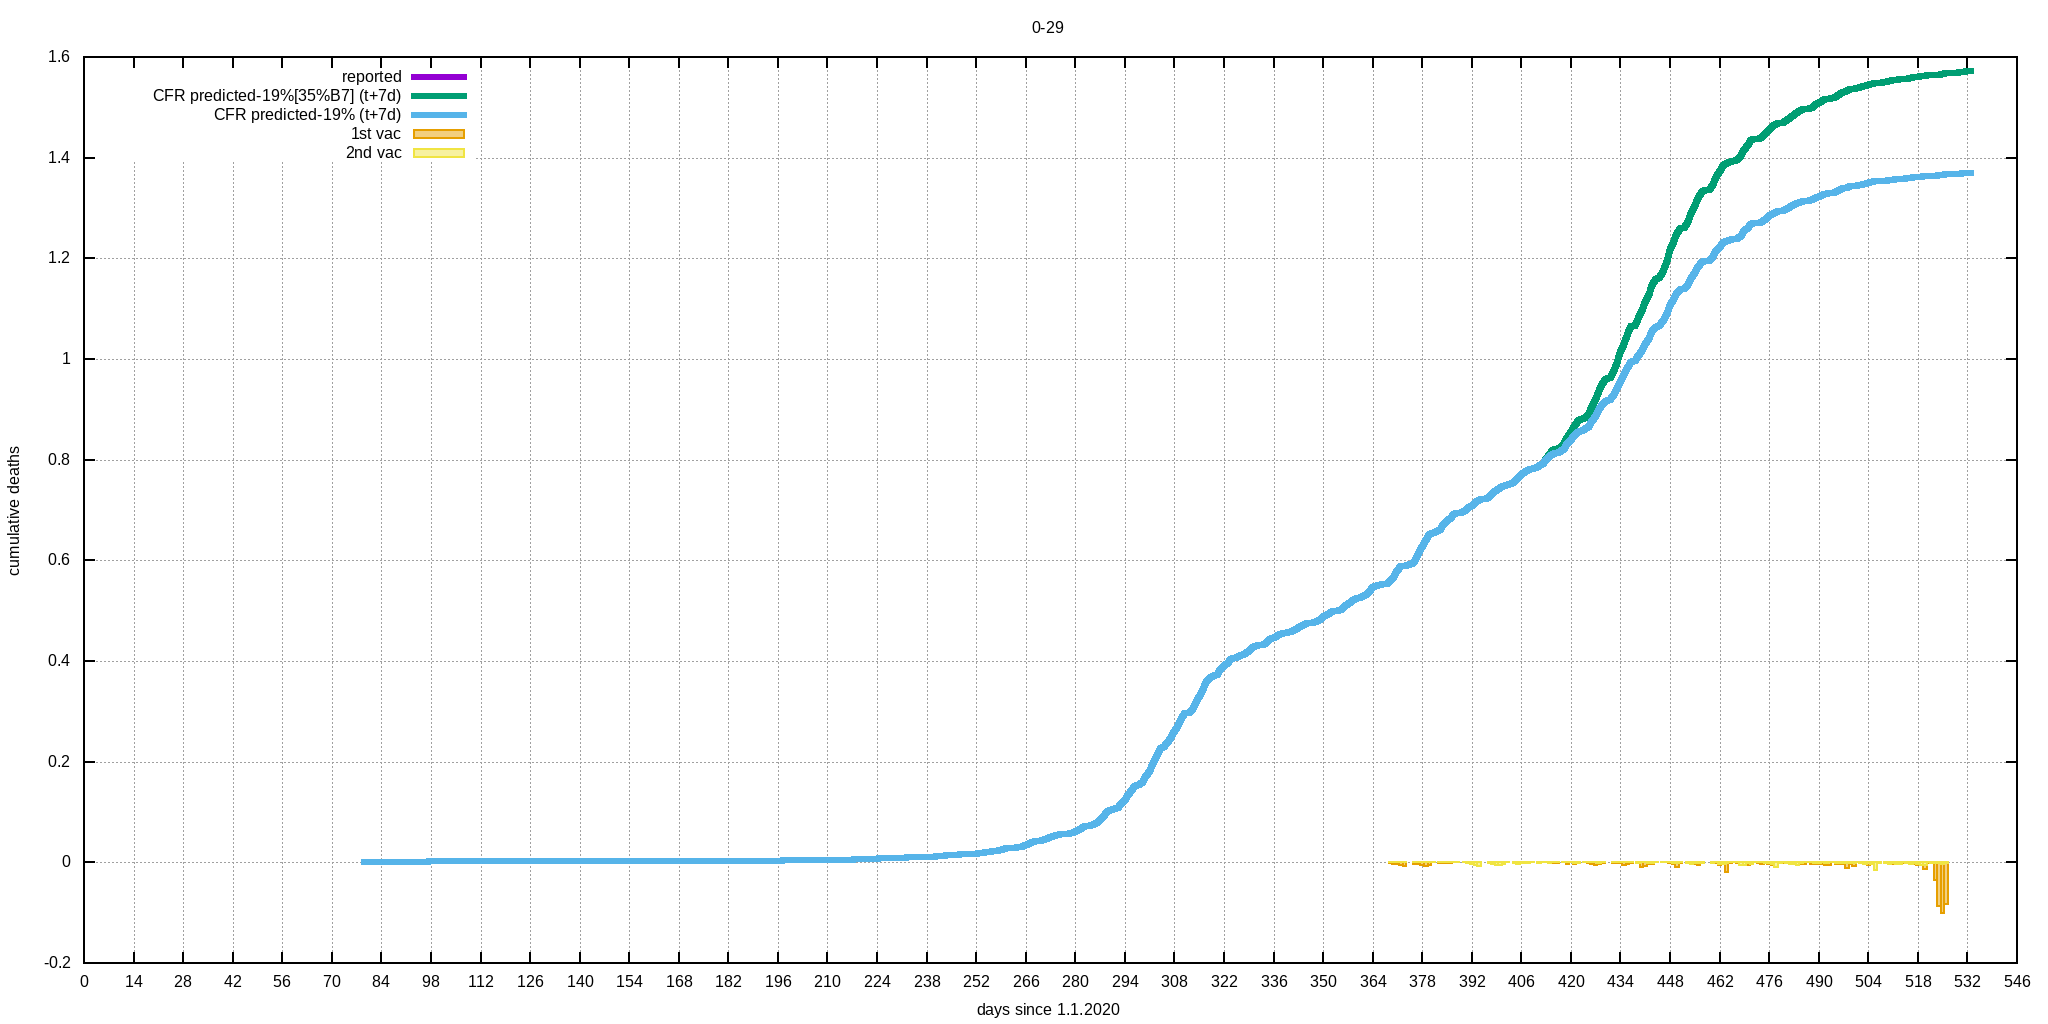 0-29
1.6
1.4
1.2
1
0.8
0.6
0.4
0.2
0
-0.2
reported
CFR predicted-19%[35%B7] (t+7d)
CFR predicted-19% (t+7d)
1st vac
2nd vac
cumulative deaths
0 14 28 42 56 70 84 98 112 126 140 154 168 182 196 210 224 238 252 266 280 294 308 322 336 350 364 378 392 406 420 434 448 462 476 490 504 518 532 546
days since 1.1.2020